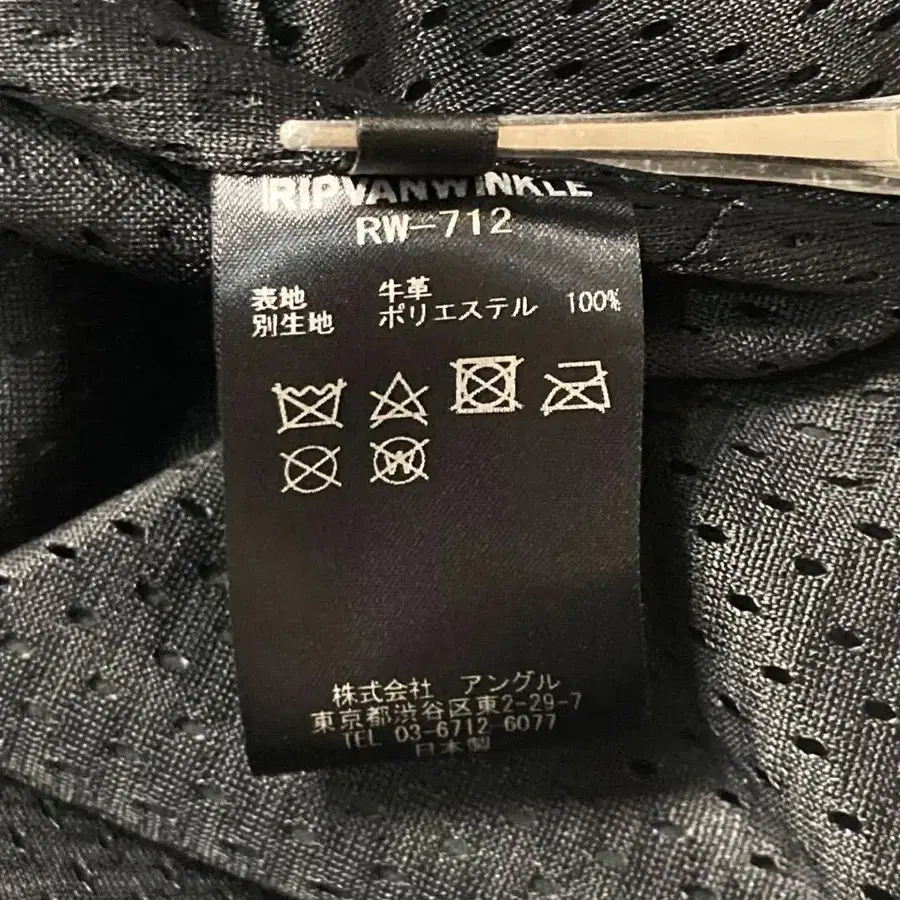 RIPVANWINKLE
RW-712
表地 牛革
別生地 ポリエステル 100%
W
株式会社 アングル
東京都渋谷区東2-29-7
TEL 03-6712-6077
日本製